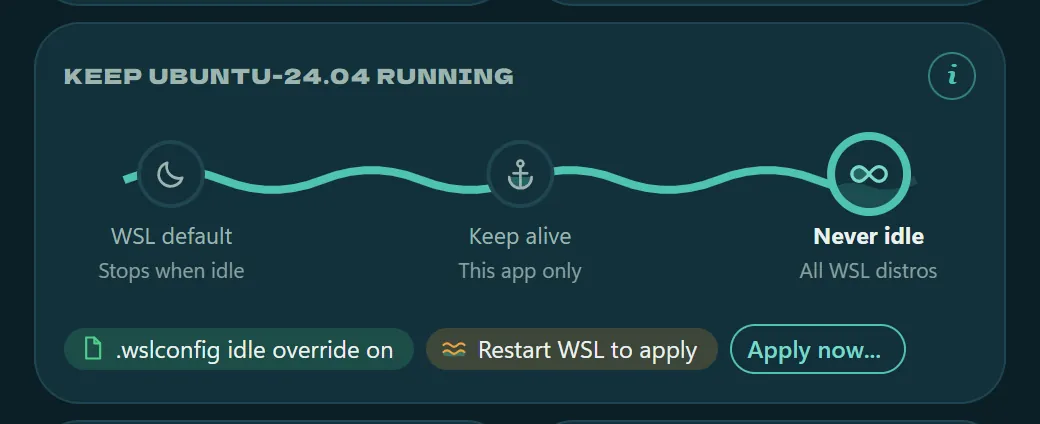 KEEP UBUNTU-24.04 RUNNING
i
WSL default
Stops when idle
Keep alive
This app only
Never idle
All WSL distros
.wslconfig idle override on
Restart WSL to apply
Apply now...